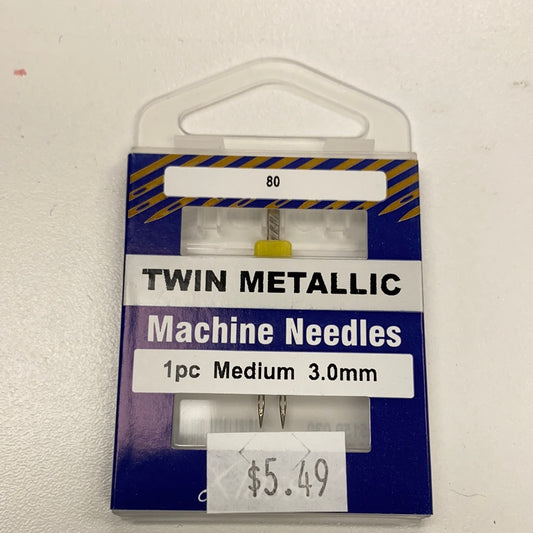 80
TWIN METALLIC
Machine Needles
1pc Medium 3.0mm
$5.49